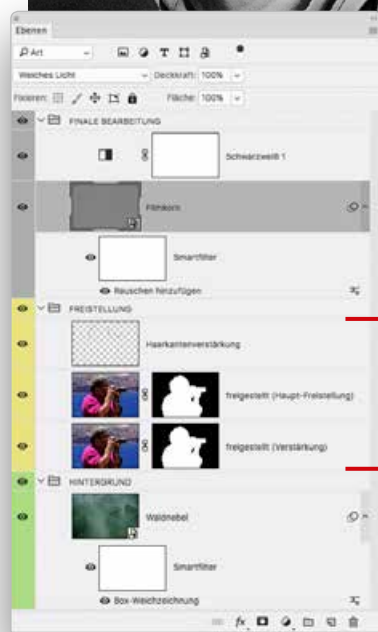 Ebenen
Art
Weiches Licht Deckkraft: 100%
Fixieren: Fläche: 100%
FINALE BEARBEITUNG
Schwarzweiß 1
Filmkorn
Smartfilter
Rauschen hinzufügen
FREISTELLUNG
Haarkantenverstärkung
freigestellt (Haupt-Freistellung)
freigestellt (Verstärkung)
HINTERGRUND
Waldnebel
Smartfilter
Box-Weichzeichnung
fx